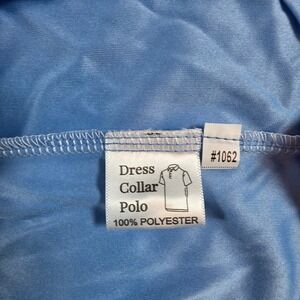 #1062
Dress
Collar
Polo
100% POLYESTER